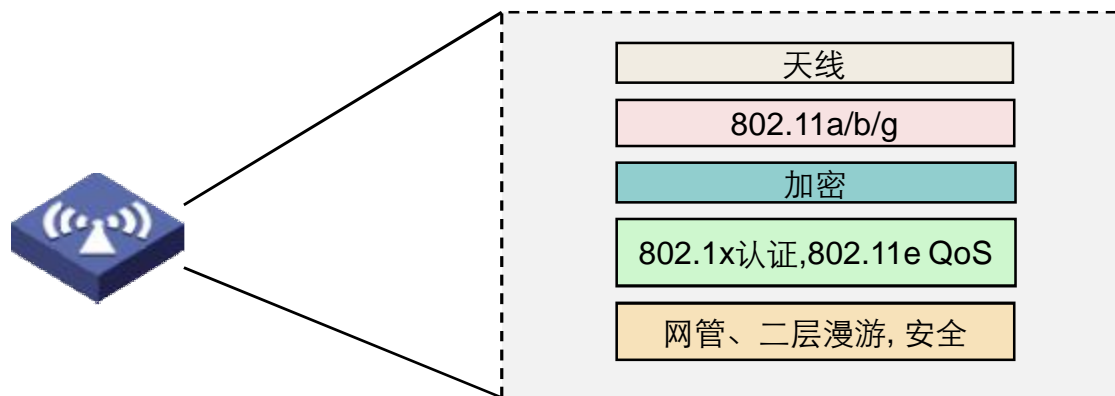 天线
802.11a/b/g
加密
802.1x认证,802.11e QoS
网管、二层漫游, 安全